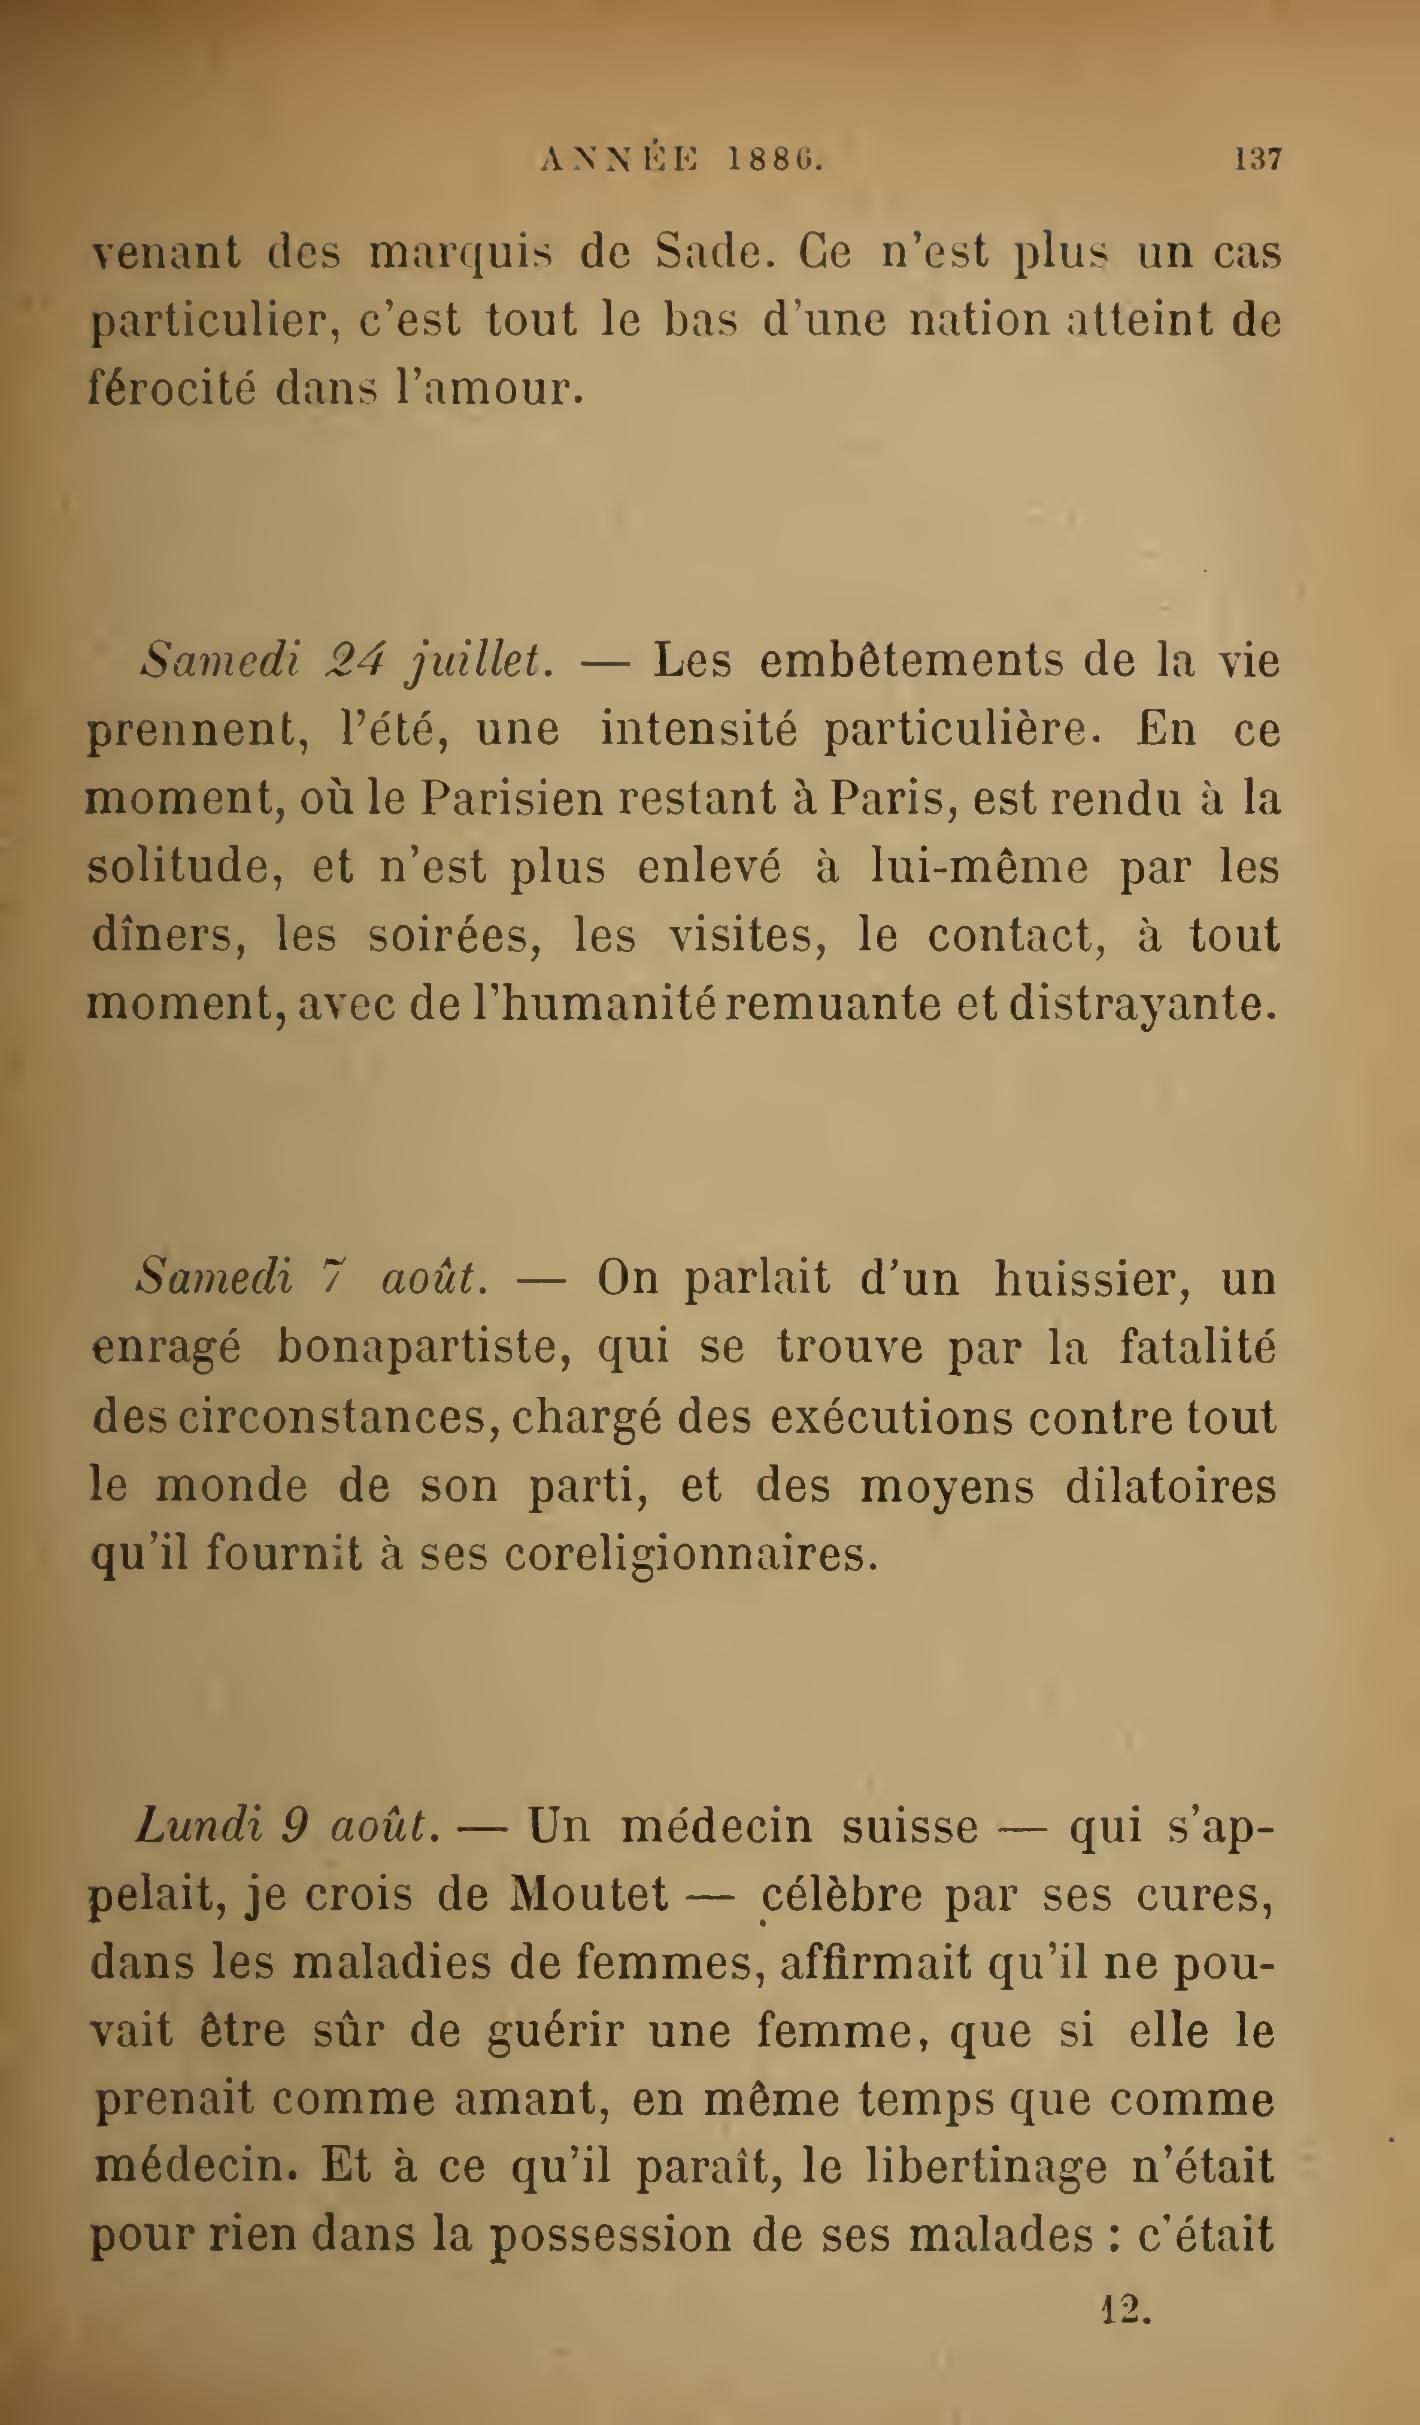 ANNÉE 1886. 137
venant des marquis de Sade. Ce n'est plus un cas
particulier, c'est tout le bas d'une nation atteint de
férocité dans l'amour.
Samedi 24 juillet. — Les embêtements de la vie
prennent, l'été, une intensité particulière. En ce
moment, où le Parisien restant à Paris, est rendu à la
solitude, et n'est plus enlevé à lui-même par les
dîners, les soirées, les visites, le contact, à tout
moment, avec de l'humanité remuante et distrayante.
Samedi 7 août. — On parlait d'un huissier, un
enragé bonapartiste, qui se trouve par la fatalité
des circonstances, chargé des exécutions contre tout
le monde de son parti, et des moyens dilatoires
qu'il fournit à ses coreligionnaires.
Lundi 9 août. — Un médecin suisse — qui s'ap-
pelait, je crois de Moutet — célèbre par ses cures,
dans les maladies de femmes, affirmait qu'il ne pou-
vait être sûr de guérir une femme, que si elle le
prenait comme amant, en même temps que comme
médecin. Et à ce qu'il paraît, le libertinage n'était
pour rien dans la possession de ses malades : c'était
12.